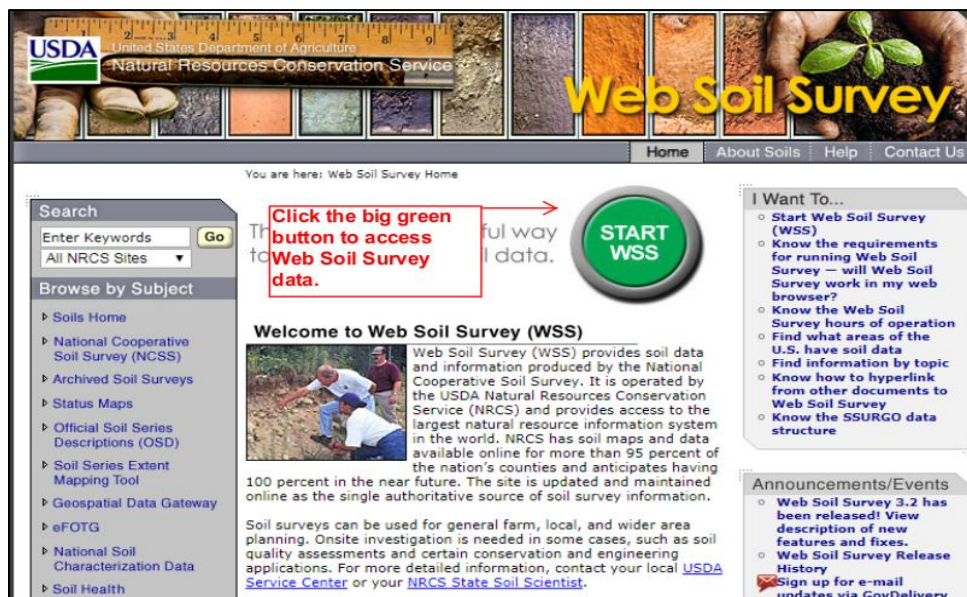 1 2 3 4 5 6 7 8 9
USDA
United States Department of Agriculture
Natural Resources Conservation Service
Web Soil Survey
Home
About Soils
Help
Contact Us
You are here: Web Soil Survey Home
Search
Enter Keywords
Go
All NRCS Sites
Browse by Subject
Soils Home
National Cooperative
Soil Survey (NCSS)
Archived Soil Surveys
Status Maps
Official Soil Series
Descriptions (OSD)
Soil Series Extent
Mapping Tool
Geospatial Data Gateway
eFOTG
National Soil
Characterization Data
Soil Health
Click the big green
button to access
Web Soil Survey
data.
way
data.
START
WSS
Welcome to Web Soil Survey (WSS)
Web Soil Survey (WSS) provides soil data
and information produced by the National
Cooperative Soil Survey. It is operated by
the USDA Natural Resources Conservation
Service (NRCS) and provides access to the
largest natural resource information system
in the world. NRCS has soil maps and data
available online for more than 95 percent of
the nation's counties and anticipates having
100 percent in the near future. The site is updated and maintained
online as the single authoritative source of soil survey information.
Soil surveys can be used for general farm, local, and wider area
planning. Onsite investigation is needed in some cases, such as soil
quality assessments and certain conservation and engineering
applications. For more detailed information, contact your local USDA
Service Center or your NRCS State Soil Scientist.
I Want To...
Start Web Soil Survey
(WSS)
Know the requirements
for running Web Soil
Survey — will Web Soil
Survey work in my web
browser?
Know the Web Soil
Survey hours of operation
Find what areas of the
U.S. have soil data
Find information by topic
Know how to hyperlink
from other documents to
Web Soil Survey
Know the SSURGO data
structure
Announcements/Events
Web Soil Survey 3.2 has
been released! View
description of new
features and fixes.
Web Soil Survey Release
History
Sign up for e-mail
updates via GovDelivery